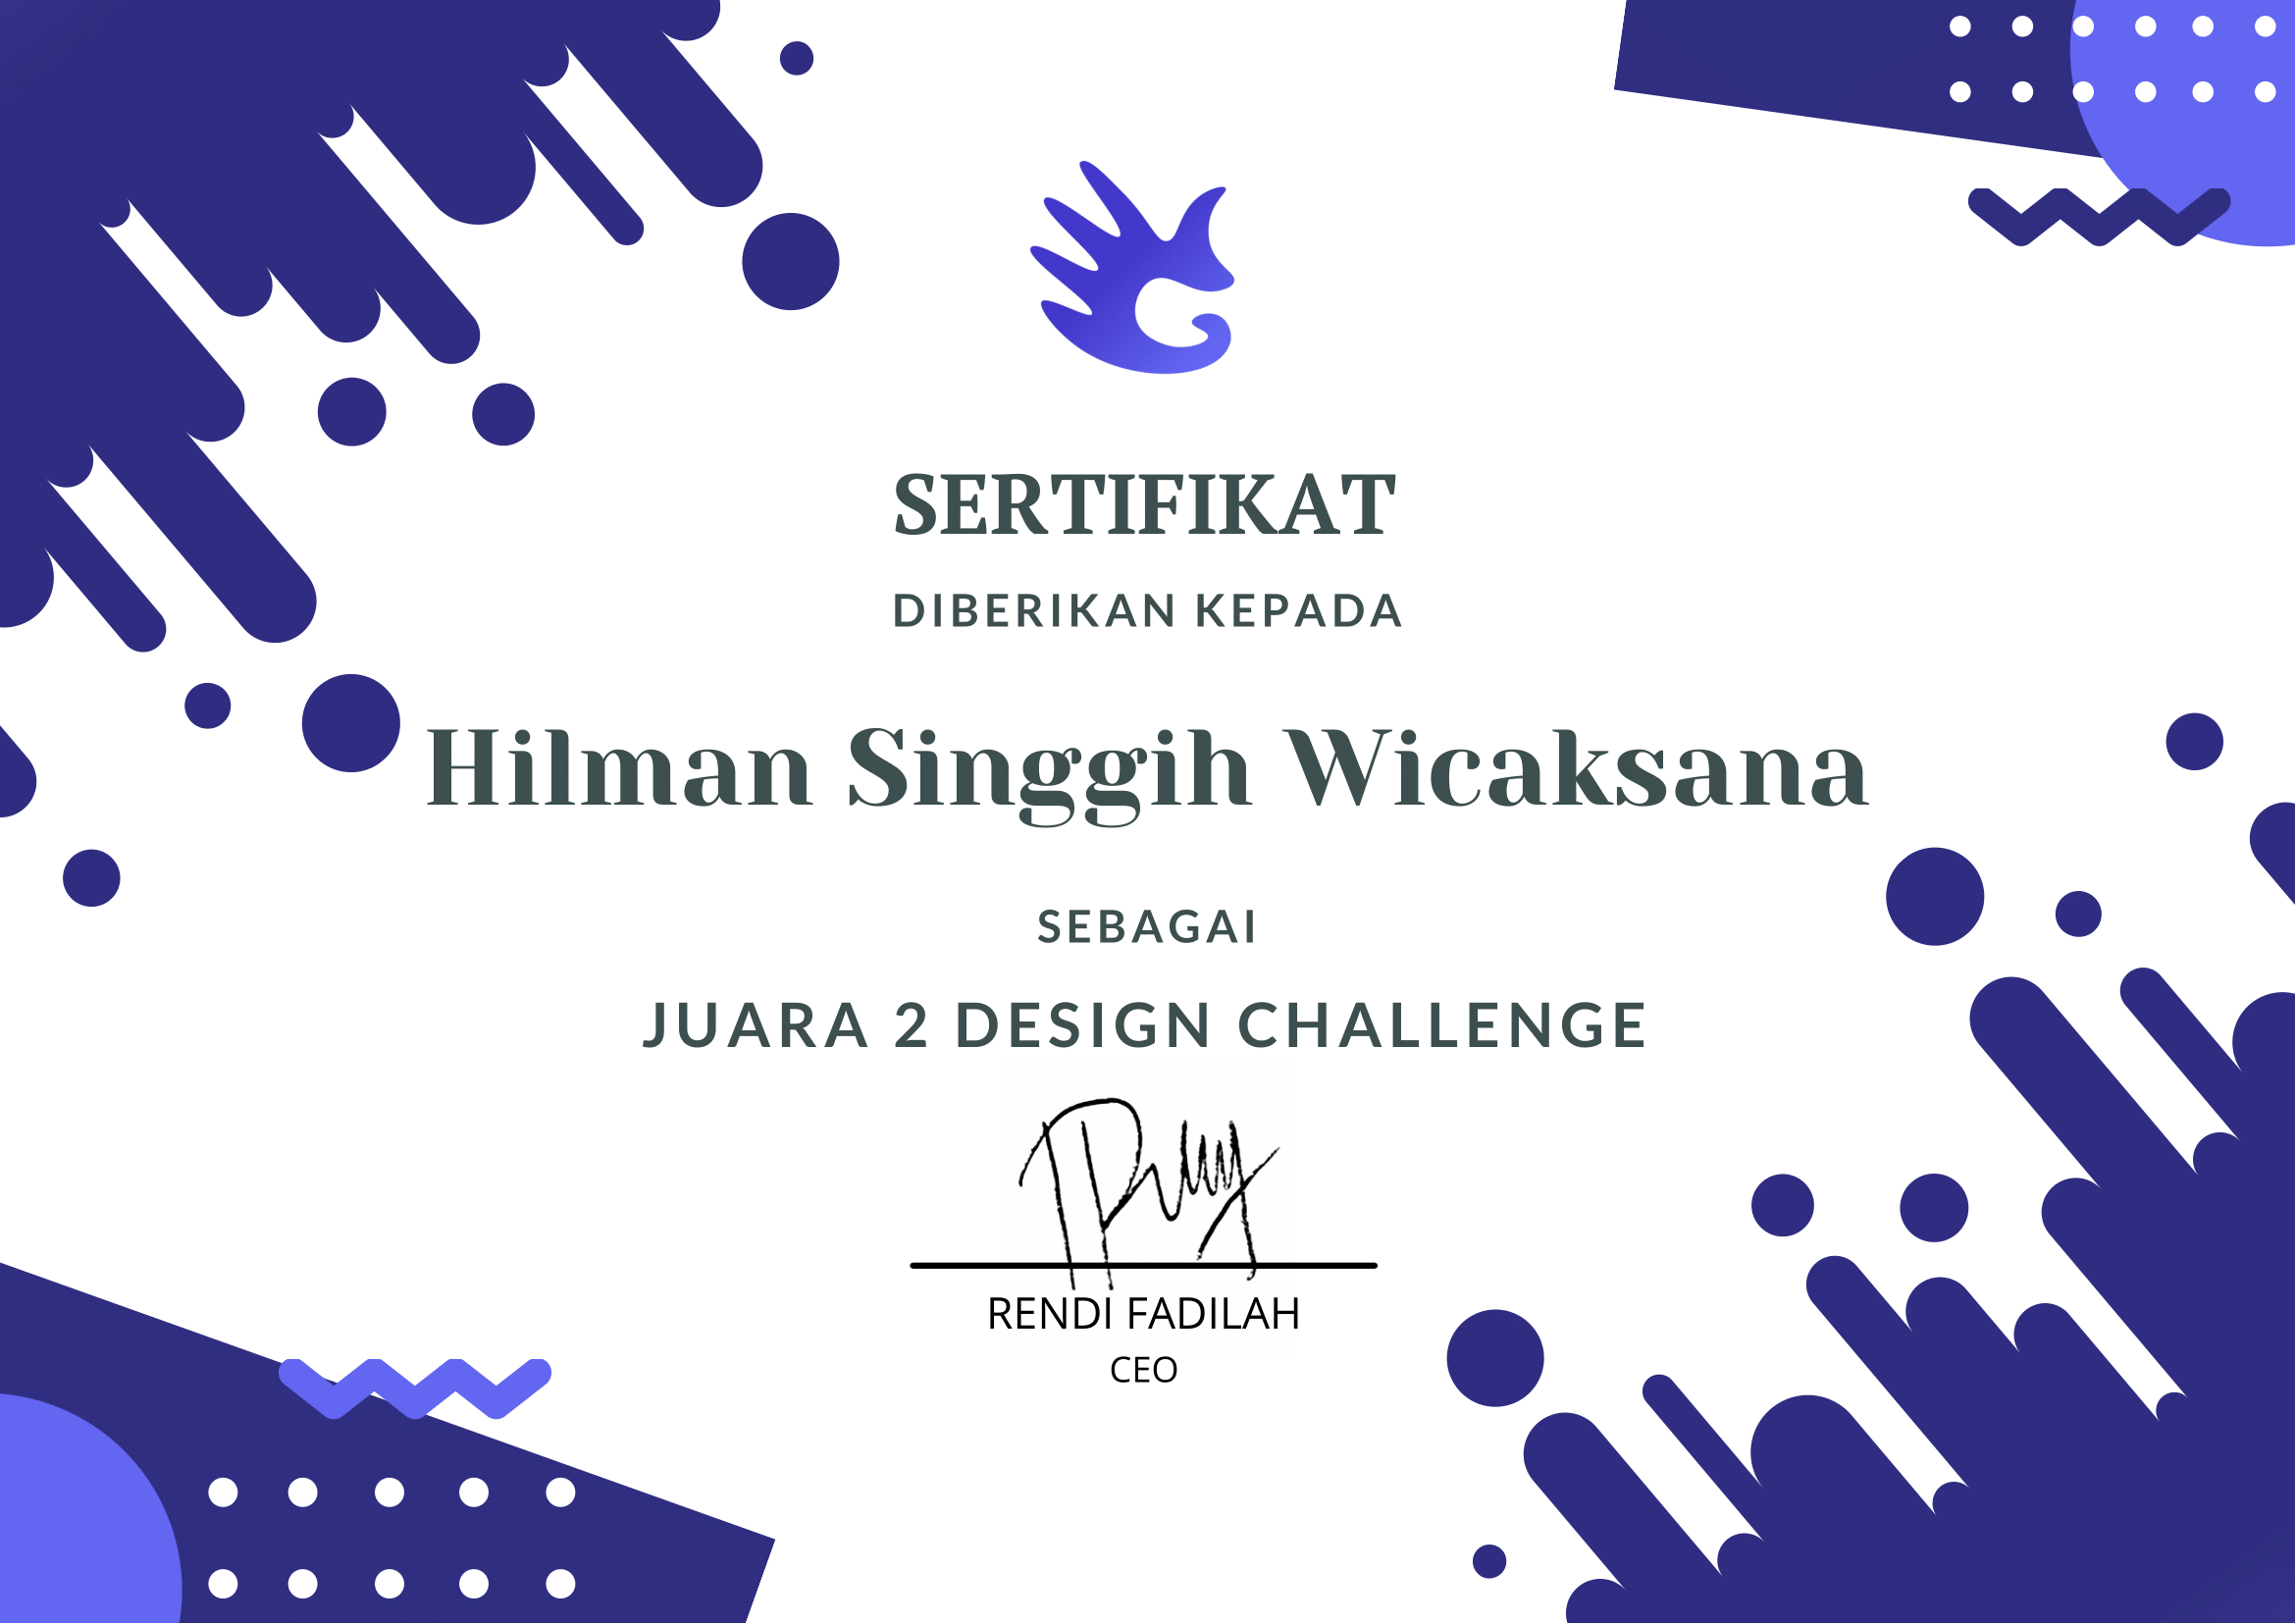 SERTIFIKAT
DIBERIKAN KEPADA
Hilman Singgih Wicaksana
SEBAGAI
JUARA 2 DESIGN CHALLENGE
RENDI FADILAH
CEO